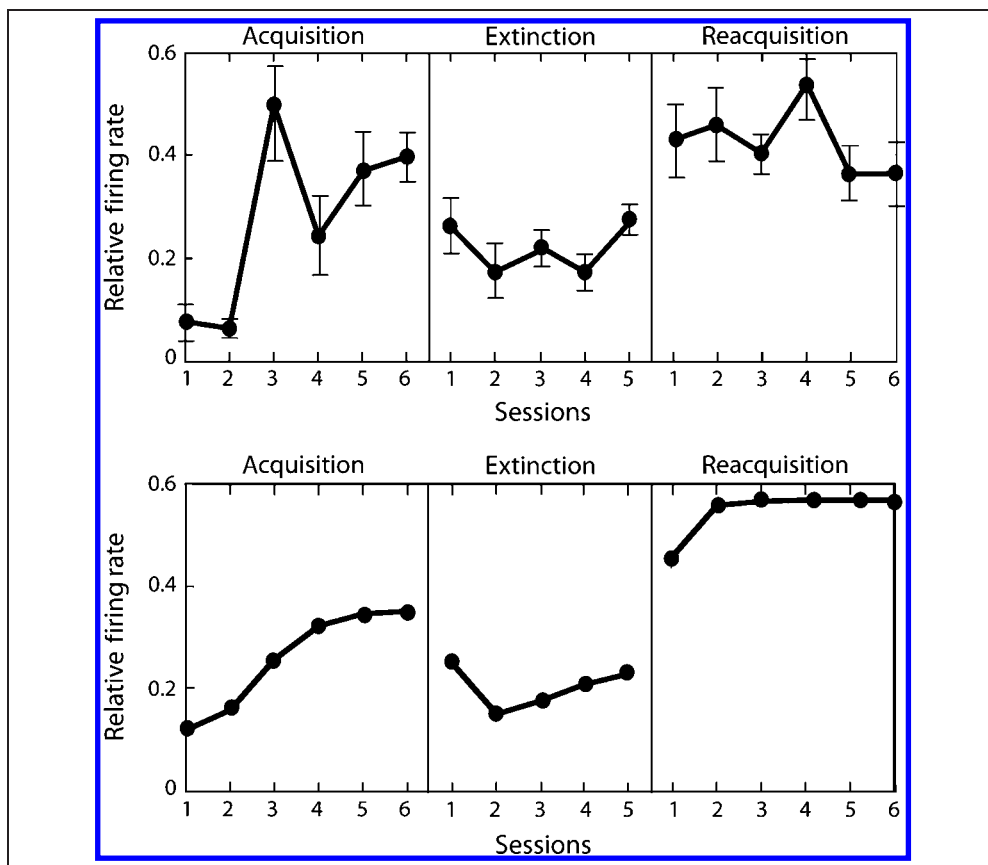 Acquisition Extinction Reacquisition
0.6
0.4
0.2
0
Relative firing rate
1 2 3 4 5 6 1 2 3 4 5 1 2 3 4 5 6
Sessions
Acquisition Extinction Reacquisition
0.6
0.4
0.2
0
Relative firing rate
1 2 3 4 5 6 1 2 3 4 5 1 2 3 4 5 6
Sessions